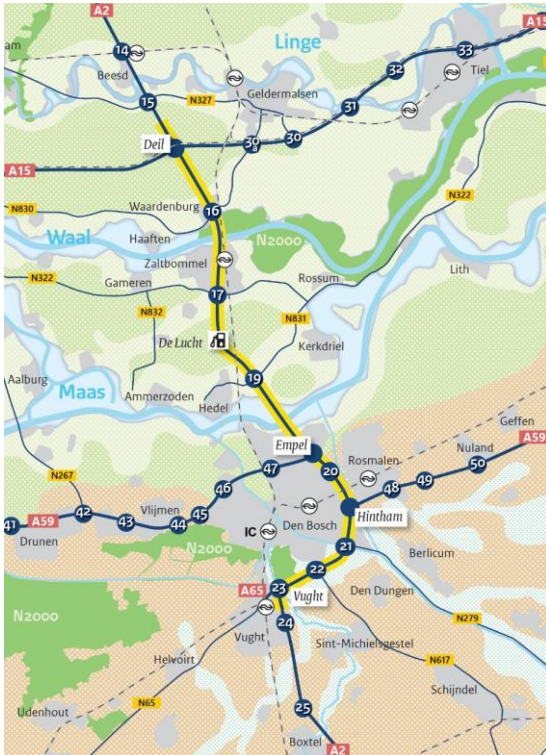 A2
Linge
A15
14
33
am
Beesd
32
Tiel
15
N327
Geldermalsen
31
Deil
30
a
30
A15
N322
Waardenburg
16
N830
Waal
Haaften
N2000
Zaltbommel
Lith
N322
Gameren
17
Rossum
N832
N831
De Lucht
Kerkdriel
19
Aalburg
Maas
Ammerzoden
Hedel
Geffen
Empel
A59
Rosmalen
Nuland
N267
47
20
50
46
48
49
42
Vlijmen
45
41
A59
43
44
Den Bosch
Hintham
Drunen
IC
N2000
21
Berlicum
22
A65
23
Vught
Den Dungen
N2000
24
N279
Vught
Sint-Michielsgestel
Helvoirt
N617
N65
25
Schijndel
Udenhout
Boxtel
A2